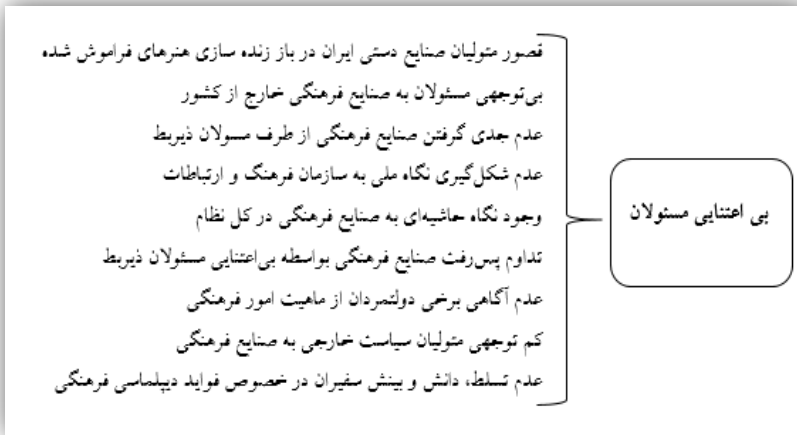 قصور متولیان صنایع دستی ایران در باز زنده سازی هنرهای فراموش شده
بی‌توجهی مسئولان به صنایع فرهنگی خارج از کشور
عدم جدی گرفتن صنایع فرهنگی از طرف مسولان ذیربط
عدم شکل‌گیری نگاه ملی به سازمان فرهنگ و ارتباطات
وجود نگاه حاشیه‌ای به صنایع فرهنگی در کل نظام
تداوم پس‌رفت صنایع فرهنگی بواسطه بی‌اعتنایی مسئولان ذیربط
عدم آگاهی برخی دولتمردان از ماهیت امور فرهنگی
کم توجهی متولیان سیاست خارجی به صنایع فرهنگی
عدم تسلط، دانش و بینش سفیران در خصوص فواید دیپلماسی فرهنگی
بی اعتنایی مسئولان